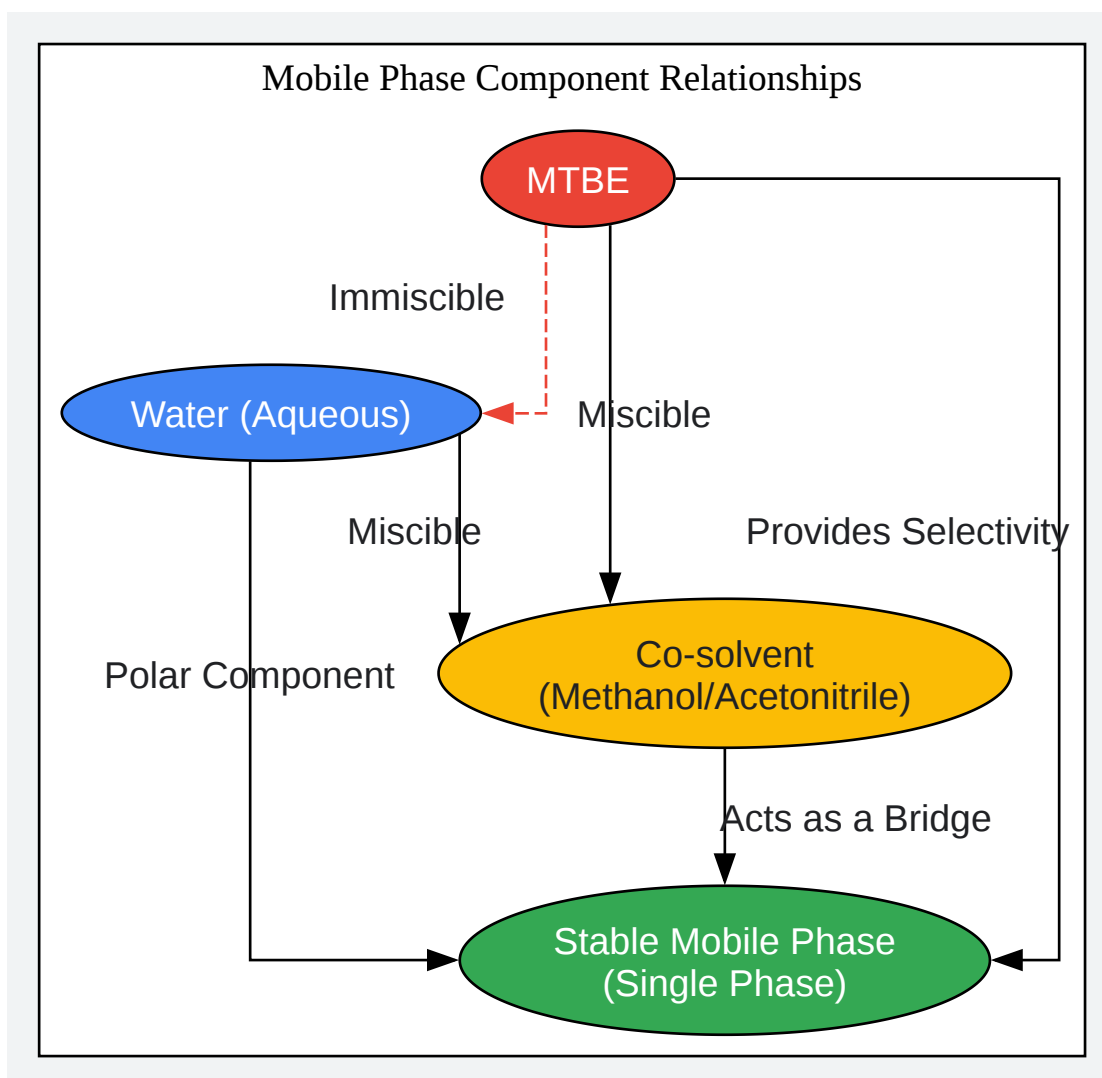 Mobile Phase Component Relationships
MTBE
Immiscible
Water (Aqueous)
Miscible
Miscible
Provides Selectivity
Co-solvent
(Methanol/Acetonitrile)
Polar Component
Acts as a Bridge
Stable Mobile Phase
(Single Phase)